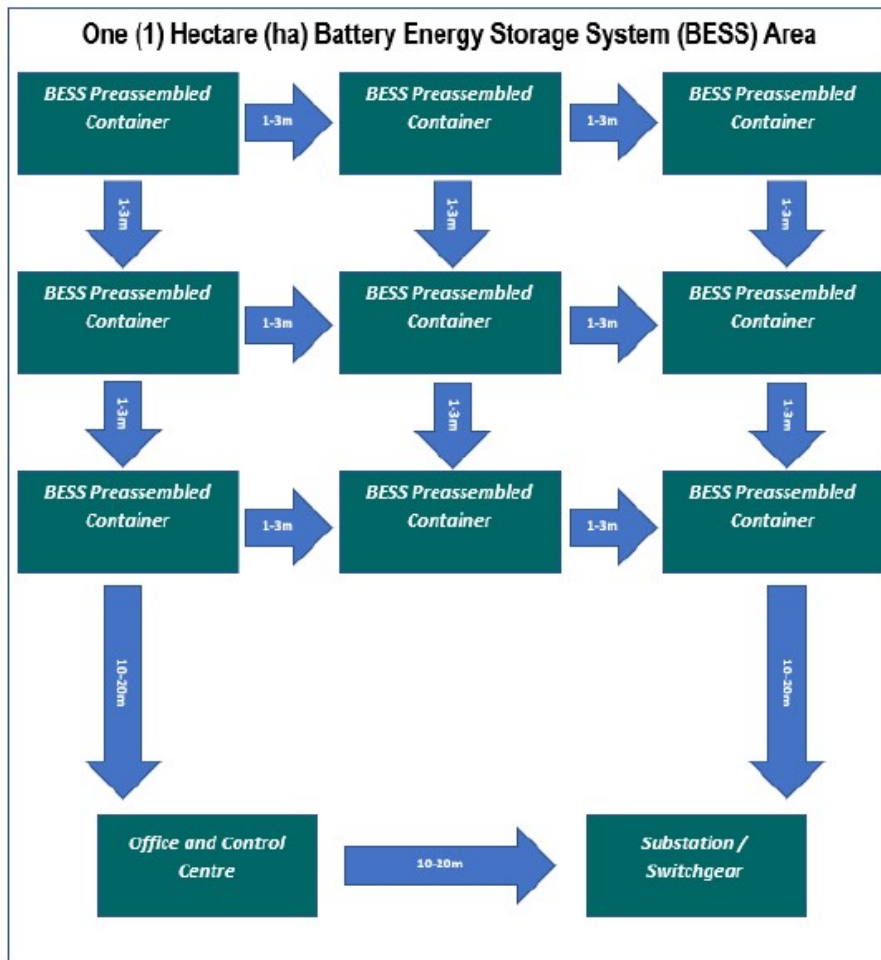 One (1) Hectare (ha) Battery Energy Storage System (BESS) Area
BESS Preassembled
Container
1-3m
BESS Preassembled
Container
1-3m
BESS Preassembled
Container
1-3m
1-3m
1-3m
BESS Preassembled
Container
1-3m
BESS Preassembled
Container
1-3m
BESS Preassembled
Container
1-3m
1-3m
1-3m
BESS Preassembled
Container
1-3m
BESS Preassembled
Container
1-3m
BESS Preassembled
Container
10-20m
10-20m
Office and Control
Centre
10-20m
Substation /
Switchgear